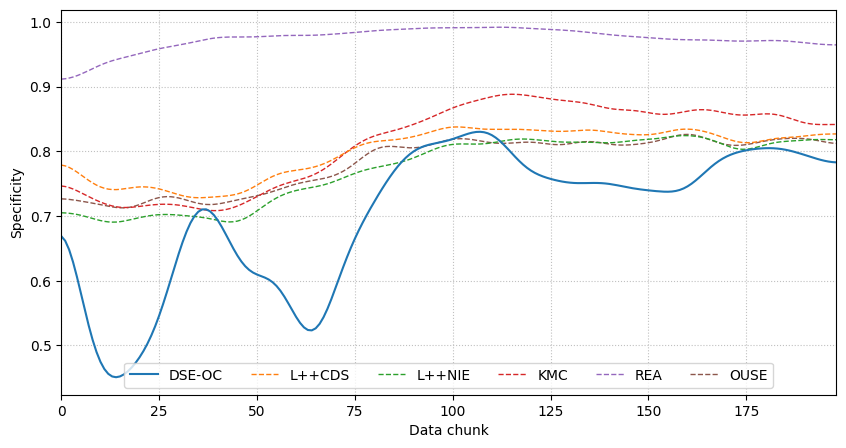 1.0
0.9
0.8
0.7
0.6
0.5
Specificity
DSE-OC L++CDS L++NIE KMC REA OUSE
0 25 50 75 100 125 150 175
Data chunk